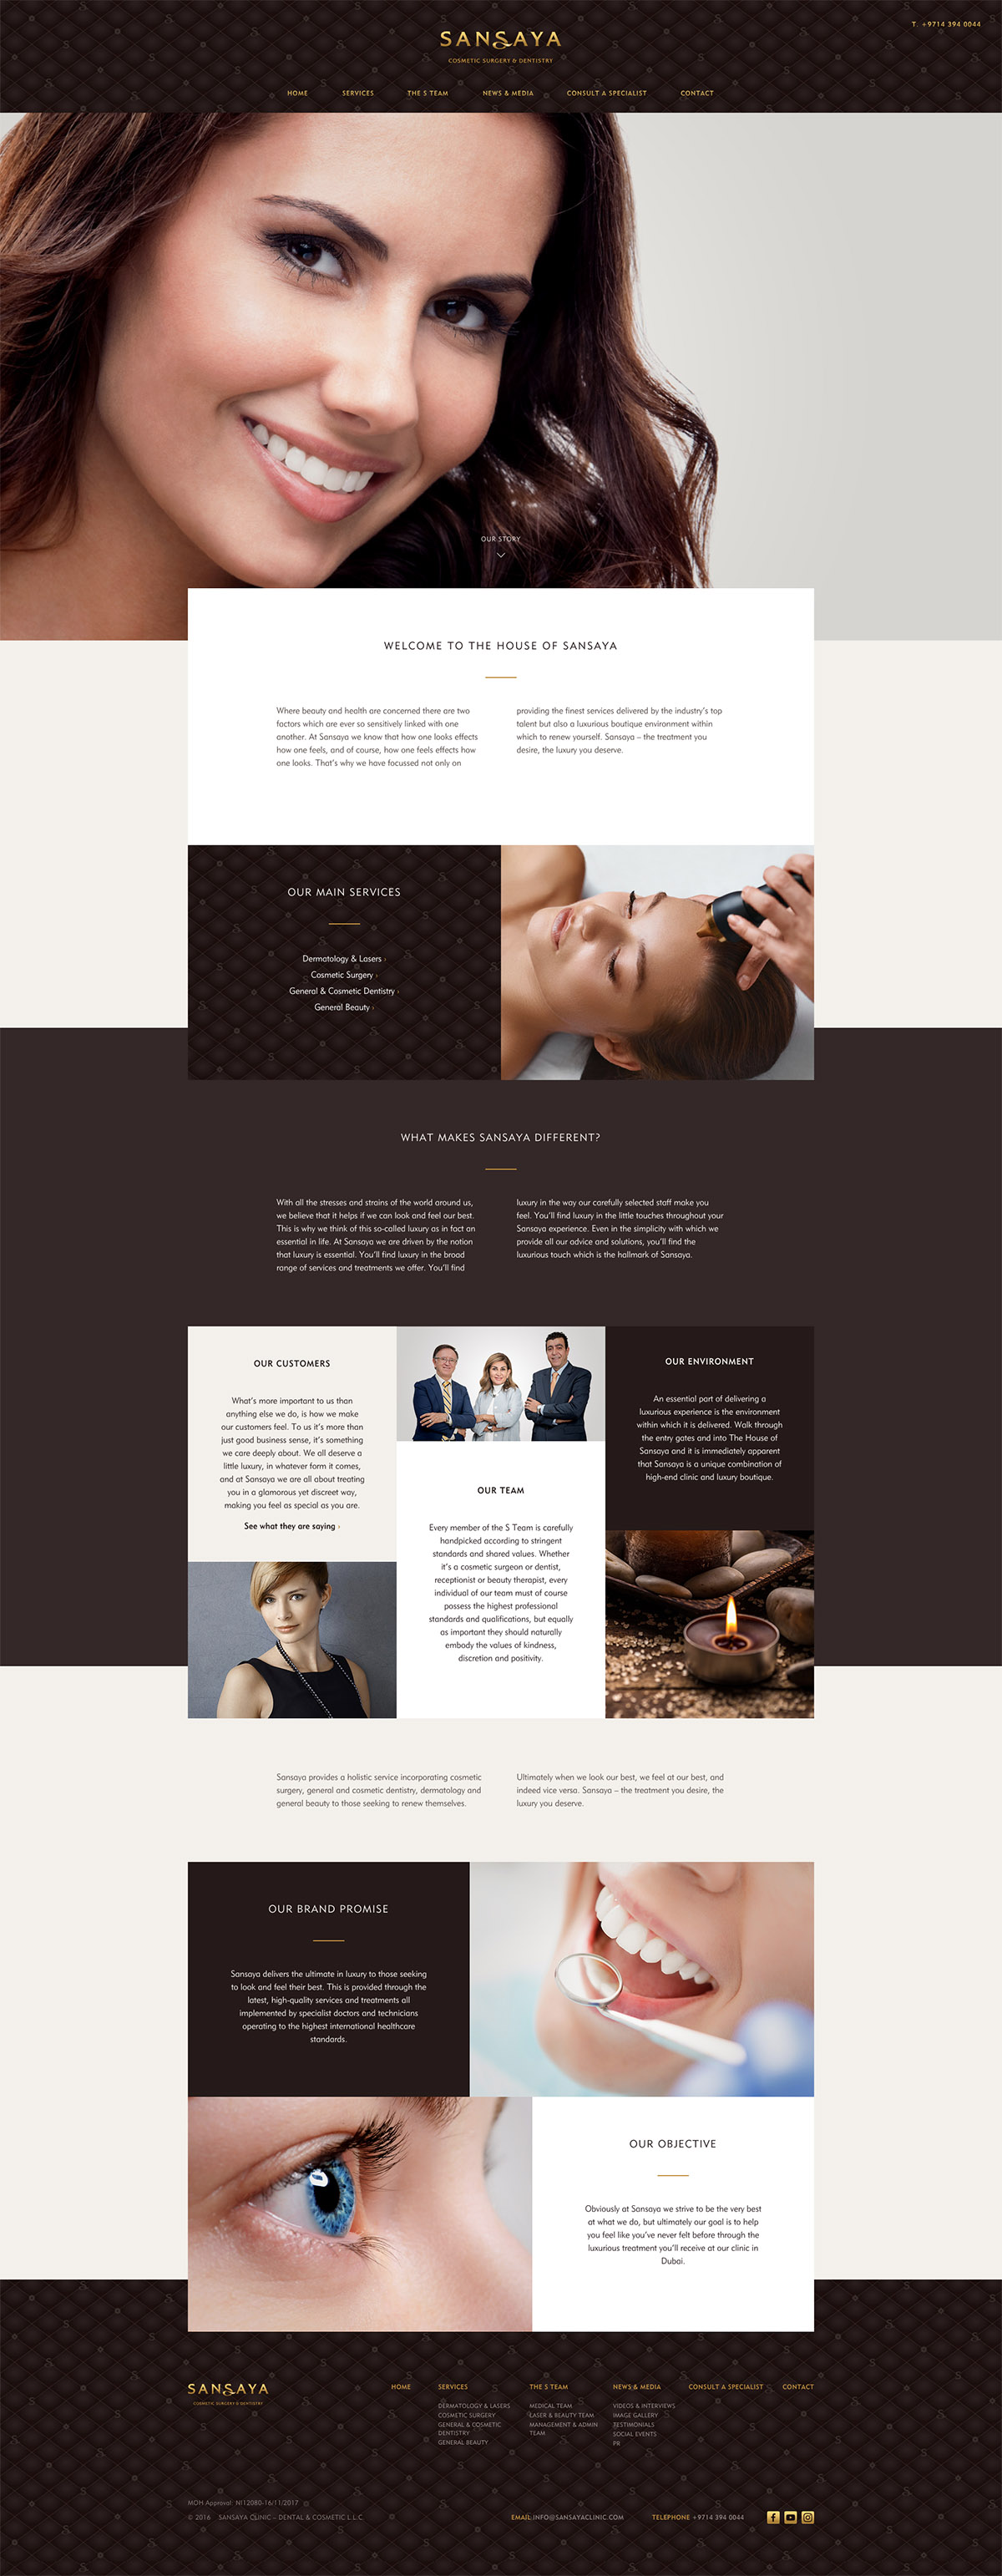 T. +9714 394 0044
SANSAYA
COSMETIC SURGERY & DENTISTRY
HOME SERVICES THE S TEAM NEWS & MEDIA CONSULT A SPECIALIST CONTACT
OUR STORY
WELCOME TO THE HOUSE OF SANSAYA
Where beauty and health are concerned there are two
factors which are ever so sensitively linked with one
another. At Sansaya we know that how one looks effects
how one feels, and of course, how one feels effects how
one looks. That's why we have focussed not only on
providing the finest services delivered by the industry's top
talent but also a luxurious boutique environment within
which to renew yourself. Sansaya – the treatment you
desire, the luxury you deserve.
OUR MAIN SERVICES
Dermatology & Lasers ›
Cosmetic Surgery ›
General & Cosmetic Dentistry ›
General Beauty ›
WHAT MAKES SANSAYA DIFFERENT?
With all the stresses and strains of the world around us,
we believe that it helps if we can look and feel our best.
This is why we think of this so-called luxury as in fact an
essential in life. At Sansaya we are driven by the notion
that luxury is essential. You'll find luxury in the broad
range of services and treatments we offer. You'll find
luxury in the way our carefully selected staff make you
feel. You'll find luxury in the little touches throughout your
Sansaya experience. Even in the simplicity with which we
provide all our advice and solutions, you'll find the
luxurious touch which is the hallmark of Sansaya.
OUR CUSTOMERS
What's more important to us than
anything else we do, is how we make
our customers feel. To us it's more than
just good business sense, it's something
we care deeply about. We all deserve a
little luxury, in whatever form it comes,
and at Sansaya we are all about treating
you in a glamorous yet discreet way,
making you feel as special as you are.
See what they are saying ›
OUR TEAM
Every member of the S Team is carefully
handpicked according to stringent
standards and shared values. Whether
it's a cosmetic surgeon or dentist,
receptionist or beauty therapist, every
individual of our team must of course
possess the highest professional
standards and qualifications, but equally
as important they should naturally
embody the values of kindness,
discretion and positivity.
OUR ENVIRONMENT
An essential part of delivering a
luxurious experience is the environment
within which it is delivered. Walk through
the entry gates and into The House of
Sansaya and it is immediately apparent
that Sansaya is a unique combination of
high-end clinic and luxury boutique.
Sansaya provides a holistic service incorporating cosmetic
surgery, general and cosmetic dentistry, dermatology and
general beauty to those seeking to renew themselves.
Ultimately when we look our best, we feel at our best, and
indeed vice versa. Sansaya – the treatment you desire, the
luxury you deserve.
OUR BRAND PROMISE
Sansaya delivers the ultimate in luxury to those seeking
to look and feel their best. This is provided through the
latest, high-quality services and treatments all
implemented by specialist doctors and technicians
operating to the highest international healthcare
standards.
OUR OBJECTIVE
Obviously at Sansaya we strive to be the very best
at what we do, but ultimately our goal is to help
you feel like you've never felt before through the
luxurious treatment you'll receive at our clinic in
Dubai.
SANSAYA
COSMETIC SURGERY & DENTISTRY
HOME
SERVICES
DERMATOLOGY & LASERS
COSMETIC SURGERY
GENERAL & COSMETIC
DENTISTRY
GENERAL BEAUTY
THE S TEAM
MEDICAL TEAM
LASER & BEAUTY TEAM
MANAGEMENT & ADMIN
TEAM
NEWS & MEDIA
VIDEOS & INTERVIEWS
IMAGE GALLERY
TESTIMONIALS
SOCIAL EVENTS
PR
CONSULT A SPECIALIST
CONTACT
MOH Approval: NI12080-16/11/2017
© 2016 SANSAYA CLINIC – DENTAL & COSMETIC L.L.C.
EMAIL INFO@SANSAYACLINIC.COM TELEPHONE +9714 394 0044